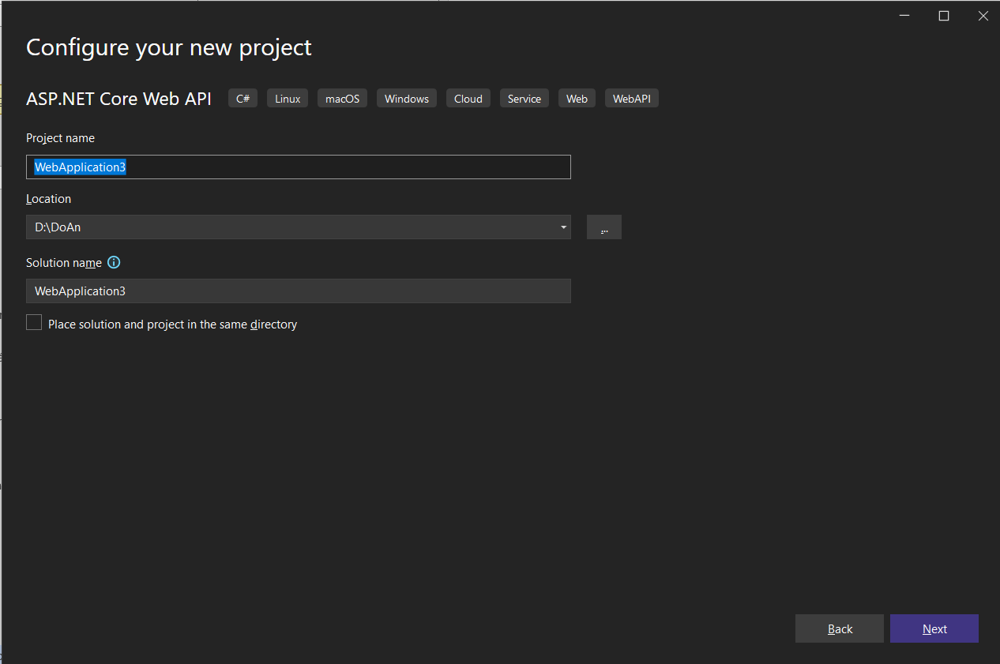 Configure your new project
ASP.NET Core Web API C# Linux macOS Windows Cloud Service Web WebAPI
Project name
WebApplication3
Location
D:\DoAn
...
Solution name
WebApplication3
Place solution and project in the same directory
Back Next